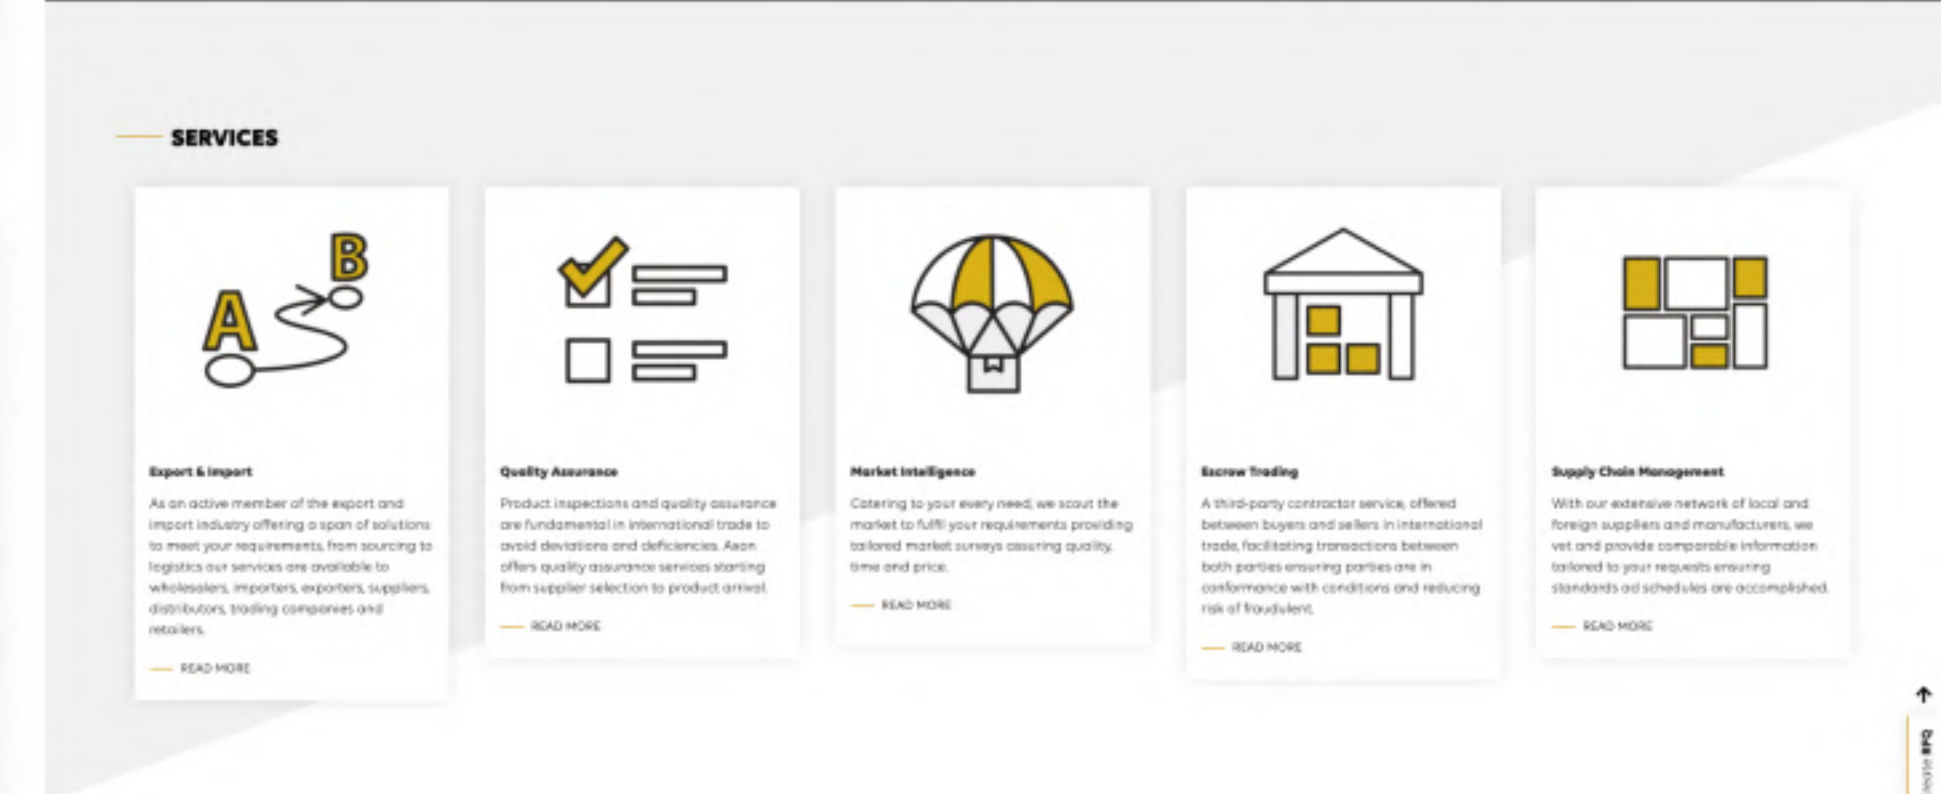 SERVICES
A
B
Export & Import
As an active member of the export and
import industry offering a span of solutions
to meet your requirements, from sourcing to
logistics our services are available to
wholesalers, importers, exporters, suppliers,
distributors, trading companies and
retailers.
READ MORE
Quality Assurance
Product inspections and quality assurance
are fundamental in international trade to
avoid deviations and deficiencies. Axon
offers quality assurance services starting
from supplier selection to product arrival.
READ MORE
Market Intelligence
Catering to your every need, we scout the
market to fulfil your requirements providing
tailored market surveys assuring quality,
time and price.
READ MORE
Escrow Trading
A third-party contractor service, offered
between buyers and sellers in international
trade, facilitating transactions between
both parties ensuring parties are in
conformance with conditions and reducing
risk of fraudulent.
READ MORE
Supply Chain Management
With our extensive network of local and
foreign suppliers and manufacturers, we
vet and provide comparable information
tailored to your requests ensuring
standards ad schedules are accomplished.
READ MORE
RFQ